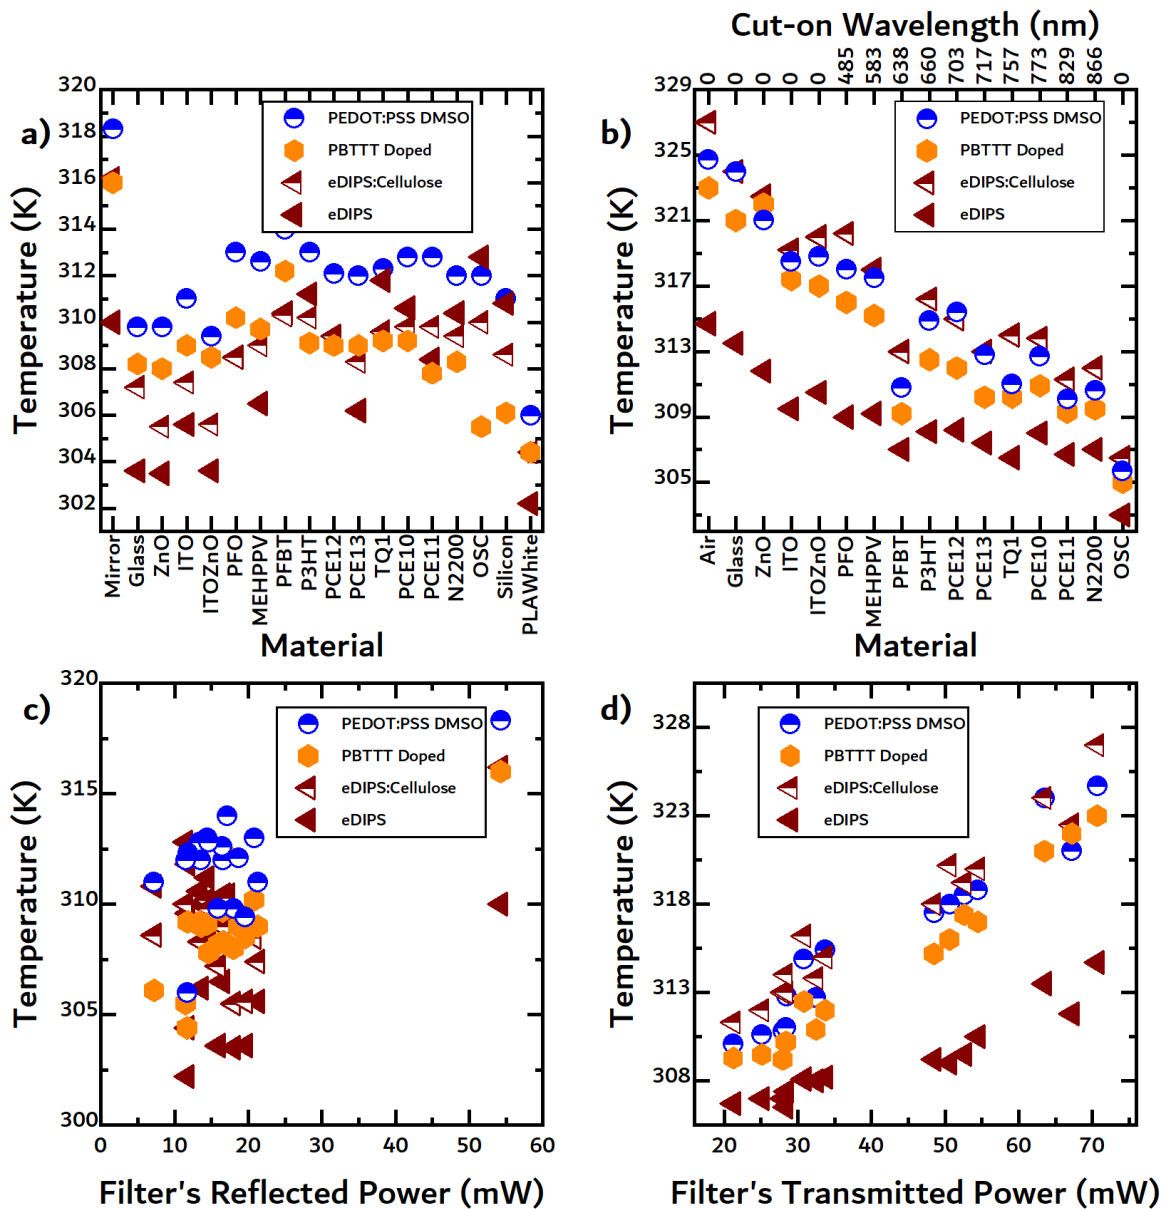 Cut-on Wavelength (nm)
0 0 0 0 0 485 583 638 660 703 717 757 773 829 866 0
a)
Temperature (K)
320
318
316
314
312
310
308
306
304
302
PEDOT:PSS DMSO
PBTTT Doped
eDIPS:Cellulose
eDIPS
Mirror Glass ZnO ITO ITOZnO PFO MEHPPV PFBT P3HT PCE12 PCE13 TQ1 PCE10 PCE11 N2200 OSC Silicon PLAWhite
Material
b)
Temperature (K)
329
325
321
317
313
309
305
PEDOT:PSS DMSO
PBTTT Doped
eDIPS:Cellulose
eDIPS
Air Glass ZnO ITO ITOZnO PFO MEHPPV PFBT P3HT PCE12 PCE13 TQ1 PCE10 PCE11 N2200 OSC
Material
c)
Temperature (K)
320
315
310
305
300
PEDOT:PSS DMSO
PBTTT Doped
eDIPS:Cellulose
eDIPS
0 10 20 30 40 50 60
Filter's Reflected Power (mW)
d)
Temperature (K)
328
323
318
313
308
PEDOT:PSS DMSO
PBTTT Doped
eDIPS:Cellulose
eDIPS
20 30 40 50 60 70
Filter's Transmitted Power (mW)